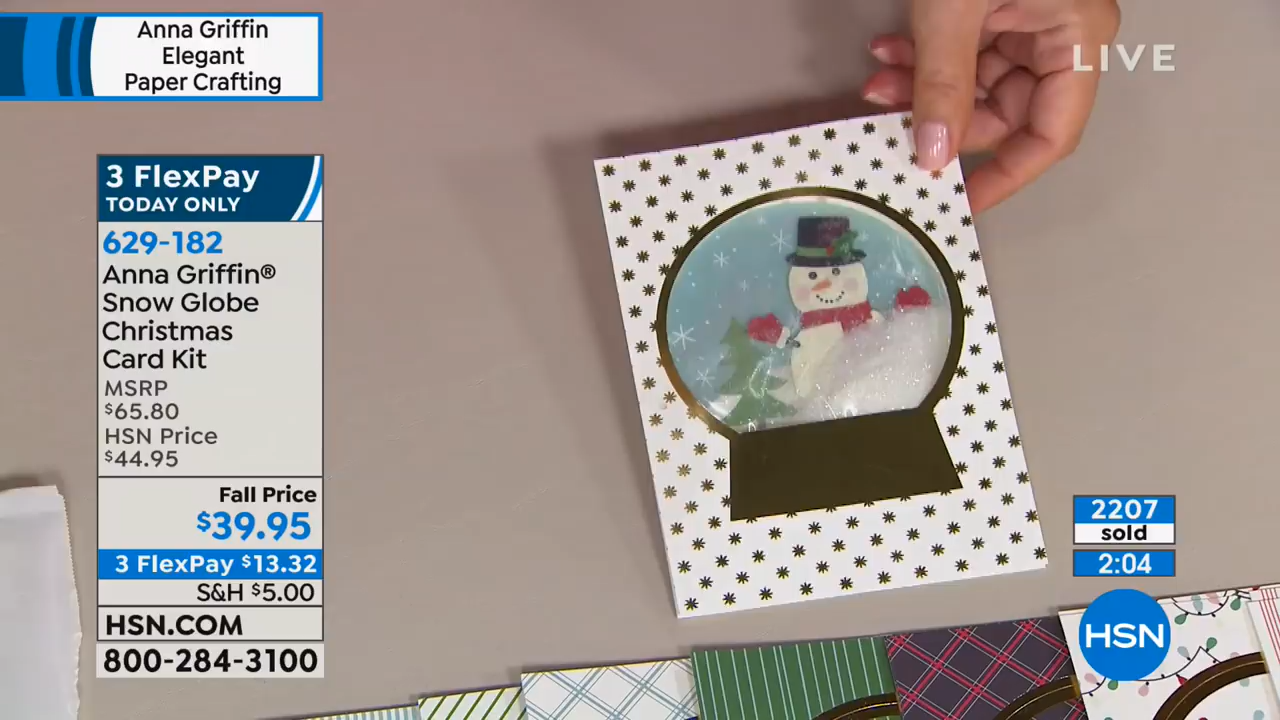 Anna Griffin
Elegant
Paper Crafting
LIVE
3 FlexPay
TODAY ONLY
629-182
Anna Griffin®
Snow Globe
Christmas
Card Kit
MSRP
$65.80
HSN Price
$44.95
Fall Price
$39.95
3 FlexPay $13.32
S&H $5.00
HSN.COM
800-284-3100
2207
sold
2:04
HSN